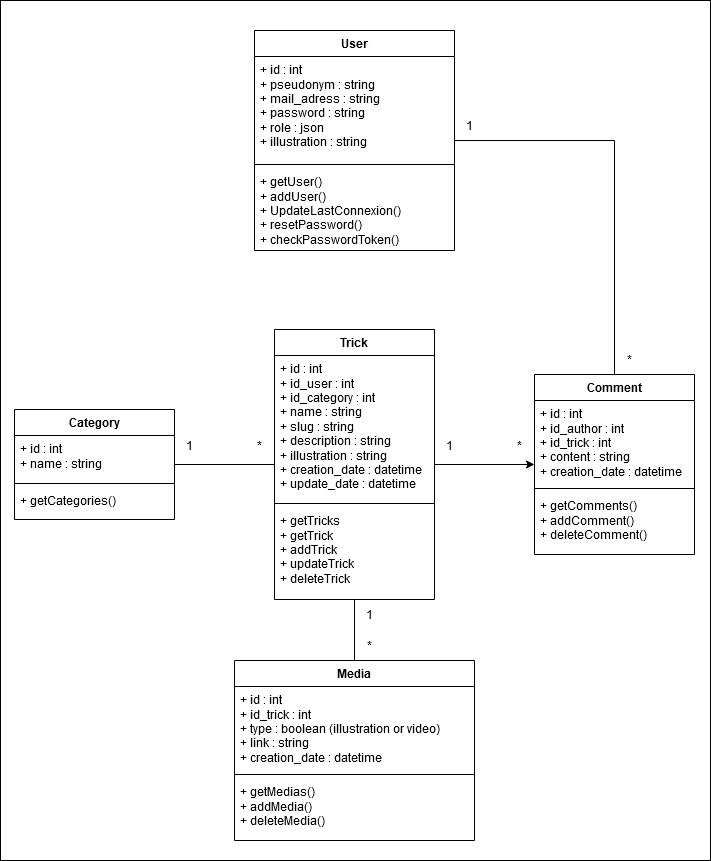 User
+ id : int
+ pseudonym : string
+ mail_adress : string
+ password : string
+ role : json
+ illustration : string
+ getUser()
+ addUser()
+ UpdateLastConnexion()
+ resetPassword()
+ checkPasswordToken()
1
*
Trick
+ id : int
+ id_user : int
+ id_category : int
+ name : string
+ slug : string
+ description : string
+ illustration : string
+ creation_date : datetime
+ update_date : datetime
+ getTricks
+ getTrick
+ addTrick
+ updateTrick
+ deleteTrick
Category
+ id : int
+ name : string
+ getCategories()
1
*
1
*
Comment
+ id : int
+ id_author : int
+ id_trick : int
+ content : string
+ creation_date : datetime
+ getComments()
+ addComment()
+ deleteComment()
1
*
Media
+ id : int
+ id_trick : int
+ type : boolean (illustration or video)
+ link : string
+ creation_date : datetime
+ getMedias()
+ addMedia()
+ deleteMedia()